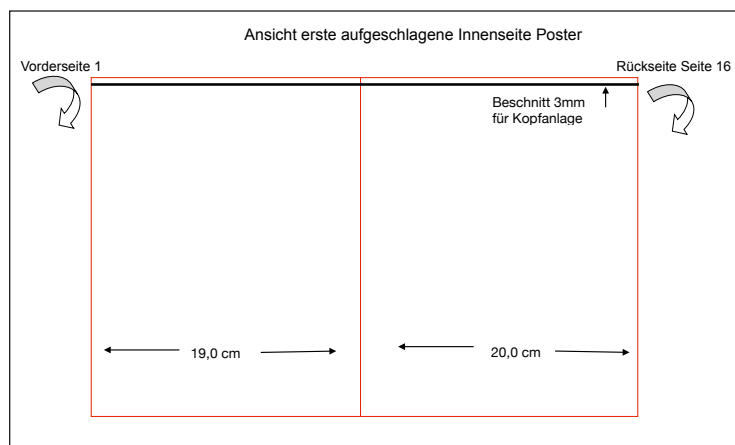 Ansicht erste aufgeschlagene Innenseite Poster
Vorderseite 1
Rückseite Seite 16
Beschnitt 3mm
für Kopfanlage
19,0 cm
20,0 cm